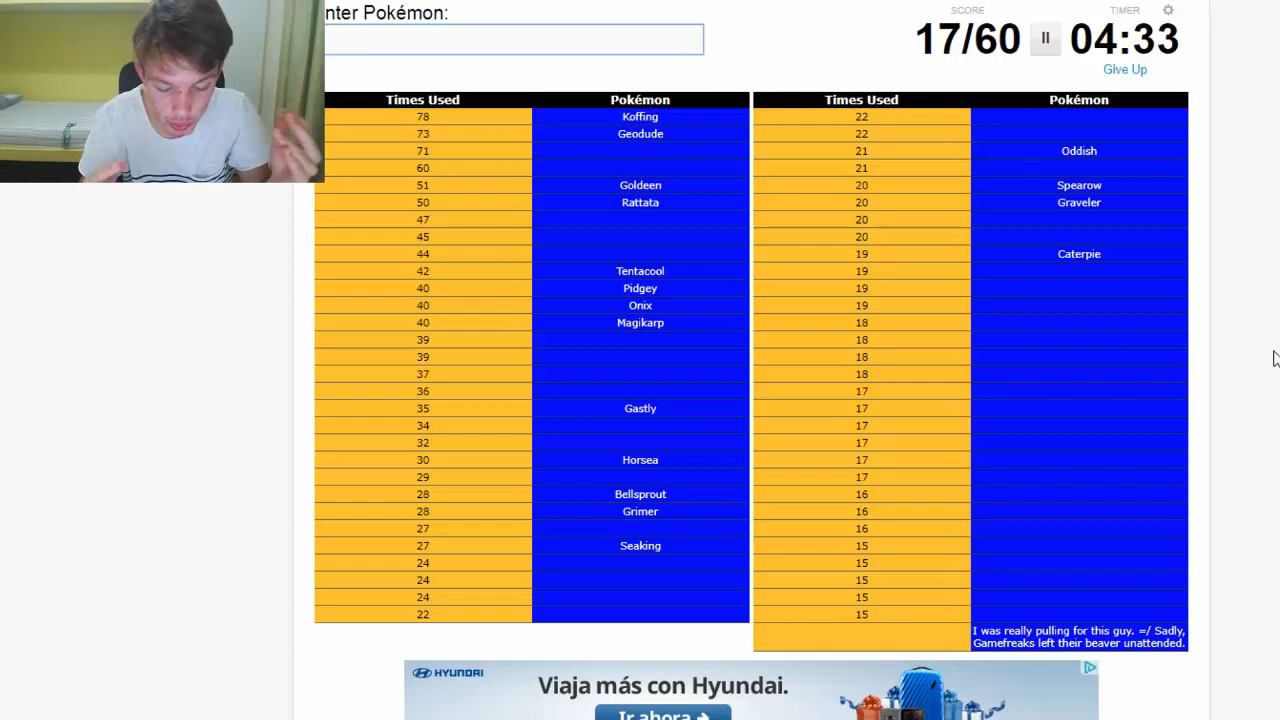 nter Pokémon:
SCORE TIMER
17/60 04:33
Give Up
Times Used Pokémon
78 Koffing
73 Geodude
71
60
51 Goldeen
50 Rattata
47
45
44
42 Tentacool
40 Pidgey
40 Onix
40 Magikarp
39
39
37
36
35 Gastly
34
32
30 Horsea
29
28 Bellsprout
28 Grimer
27
27 Seaking
24
24
24
22
Times Used Pokémon
22
22
21 Oddish
21
20 Spearow
20 Graveler
20
20
19 Caterpie
19
19
19
18
18
18
18
17
17
17
17
17
17
16
16
16
15
15
15
15
15
I was really pulling for this guy. =/ Sadly,
Gamefreaks left their beaver unattended.
HYUNDAI
Viaja más con Hyundai.
Ir ahora